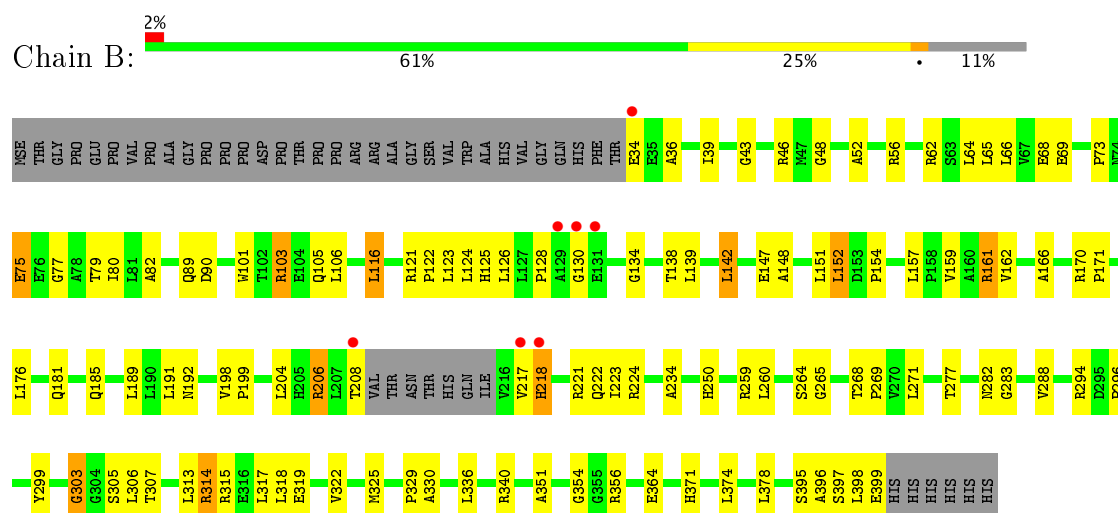 2%
Chain B:
61% 25% • 11%
MSE THR GLY PRO GLU PRO VAL PRO ALA GLY PRO PRO PRO ASP PRO THR PRO PRO ARG ARG ALA GLY SER VAL TRP ALA HIS VAL GLY GLN HIS PHE THR E34 E35 A36 I39 G43 R46 M47 G48 A52 R56 R62 S63 L64 L65 L66 V67 E68 E69 P73 N74
E75 E76 G77 A78 T79 I80 L81 A82 Q89 D90 W101 T102 R103 E104 Q105 L106 L116 R121 P122 L123 L124 H125 L126 L127 P128 A129 G130 E131 G134 T138 L139 L142 E147 A148 L151 L152 D153 P154 L157 P158 V159 A160 R161 V162 A166 R170 P171
L176 Q181 Q185 L189 L190 L191 N192 V198 P199 L204 H205 R206 L207 T208 VAL THR ASN THR HIS GLN ILE V216 V217 H218 R221 Q222 I223 R224 A234 H250 R259 L260 S264 G265 T268 P269 V270 L271 T277 N282 G283 V288 R294 D295
Y299 G303 G304 S305 L306 T307 L313 R314 R315 E316 L317 L318 E319 V322 M325 P329 A330 L336 R340 A351 G354 G355 R356 E364 H371 L374 L378 S395 A396 S397 L398 E399 HIS HIS HIS HIS HIS HIS